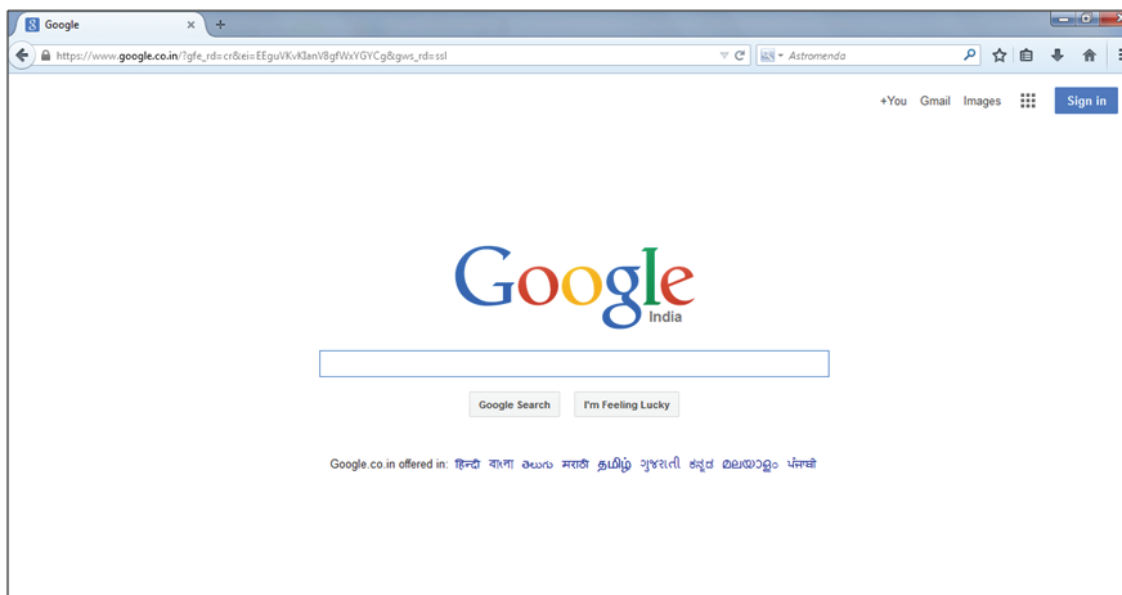 Google
https://www.google.co.in/?gfe_rd=cr&ei=EEguVKvKIanV8gfWxYGYCg&gws_rd=ssl
Astromenda
+You Gmail Images Sign in
Google
India
Google Search I'm Feeling Lucky
Google.co.in offered in: हिन्दी বাংলা తెలుగు मराठी தமிழ் ગુજરાતી ಕನ್ನಡ മലയാളം ਪੰਜਾਬੀ